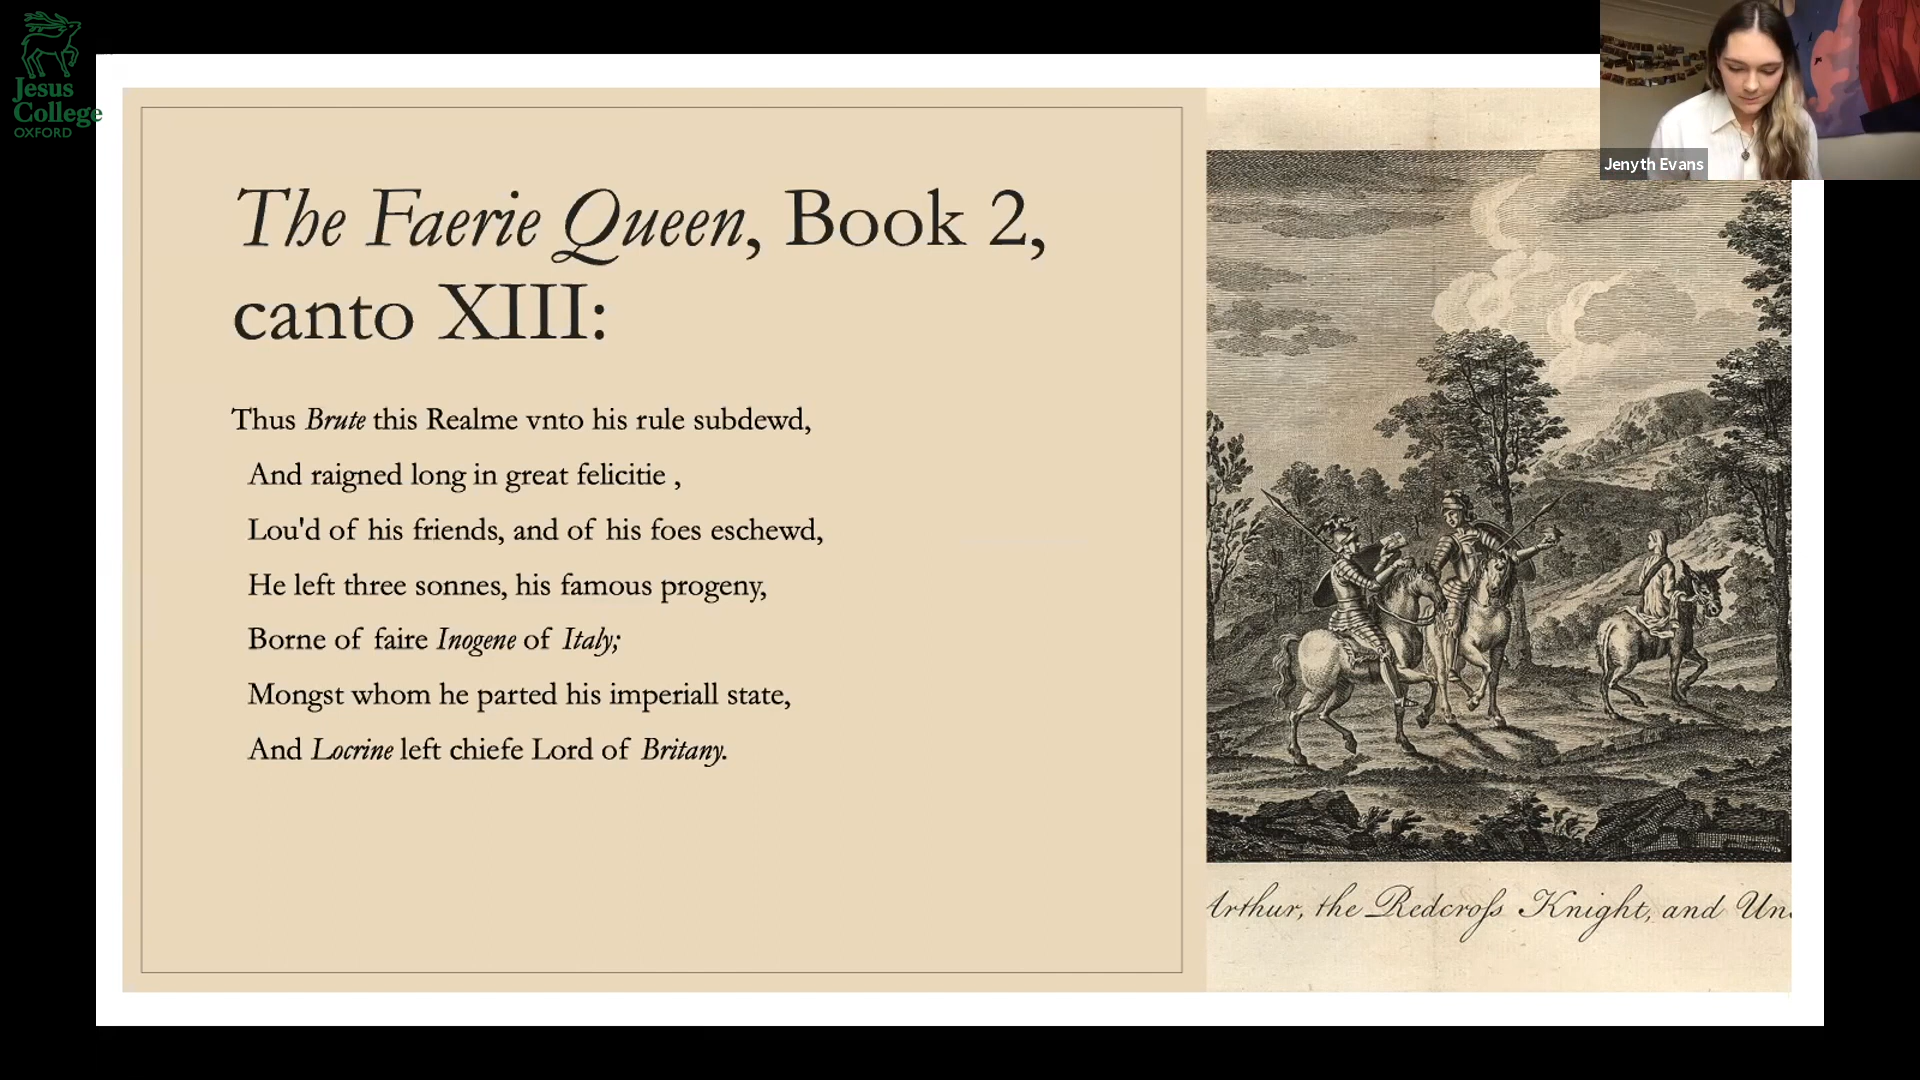 Jesus
College
OXFORD
Jenyth Evans
The Faerie Queen, Book 2,
canto XIII:
Thus Brute this Realme vnto his rule subdewd,
And raigned long in great felicitie ,
Lou'd of his friends, and of his foes eschewd,
He left three sonnes, his famous progeny,
Borne of faire Inogene of Italy;
Mongst whom he parted his imperiall state,
And Locrine left chiefe Lord of Britany.
Arthur, the Redcroſs Knight, and Un